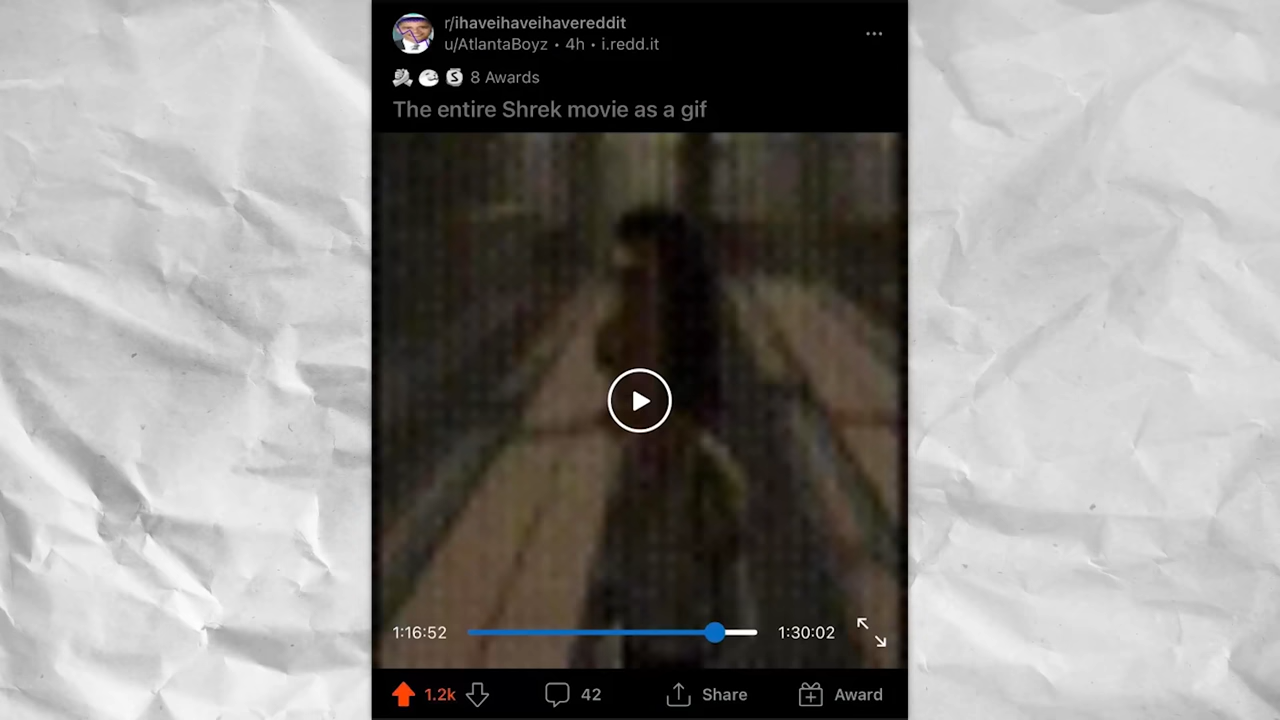 r/ihaveihaveihavereddit
u/AtlantaBoyz • 4h • i.redd.it
8 Awards
The entire Shrek movie as a gif
1:16:52
1:30:02
1.2k
42
Share
Award